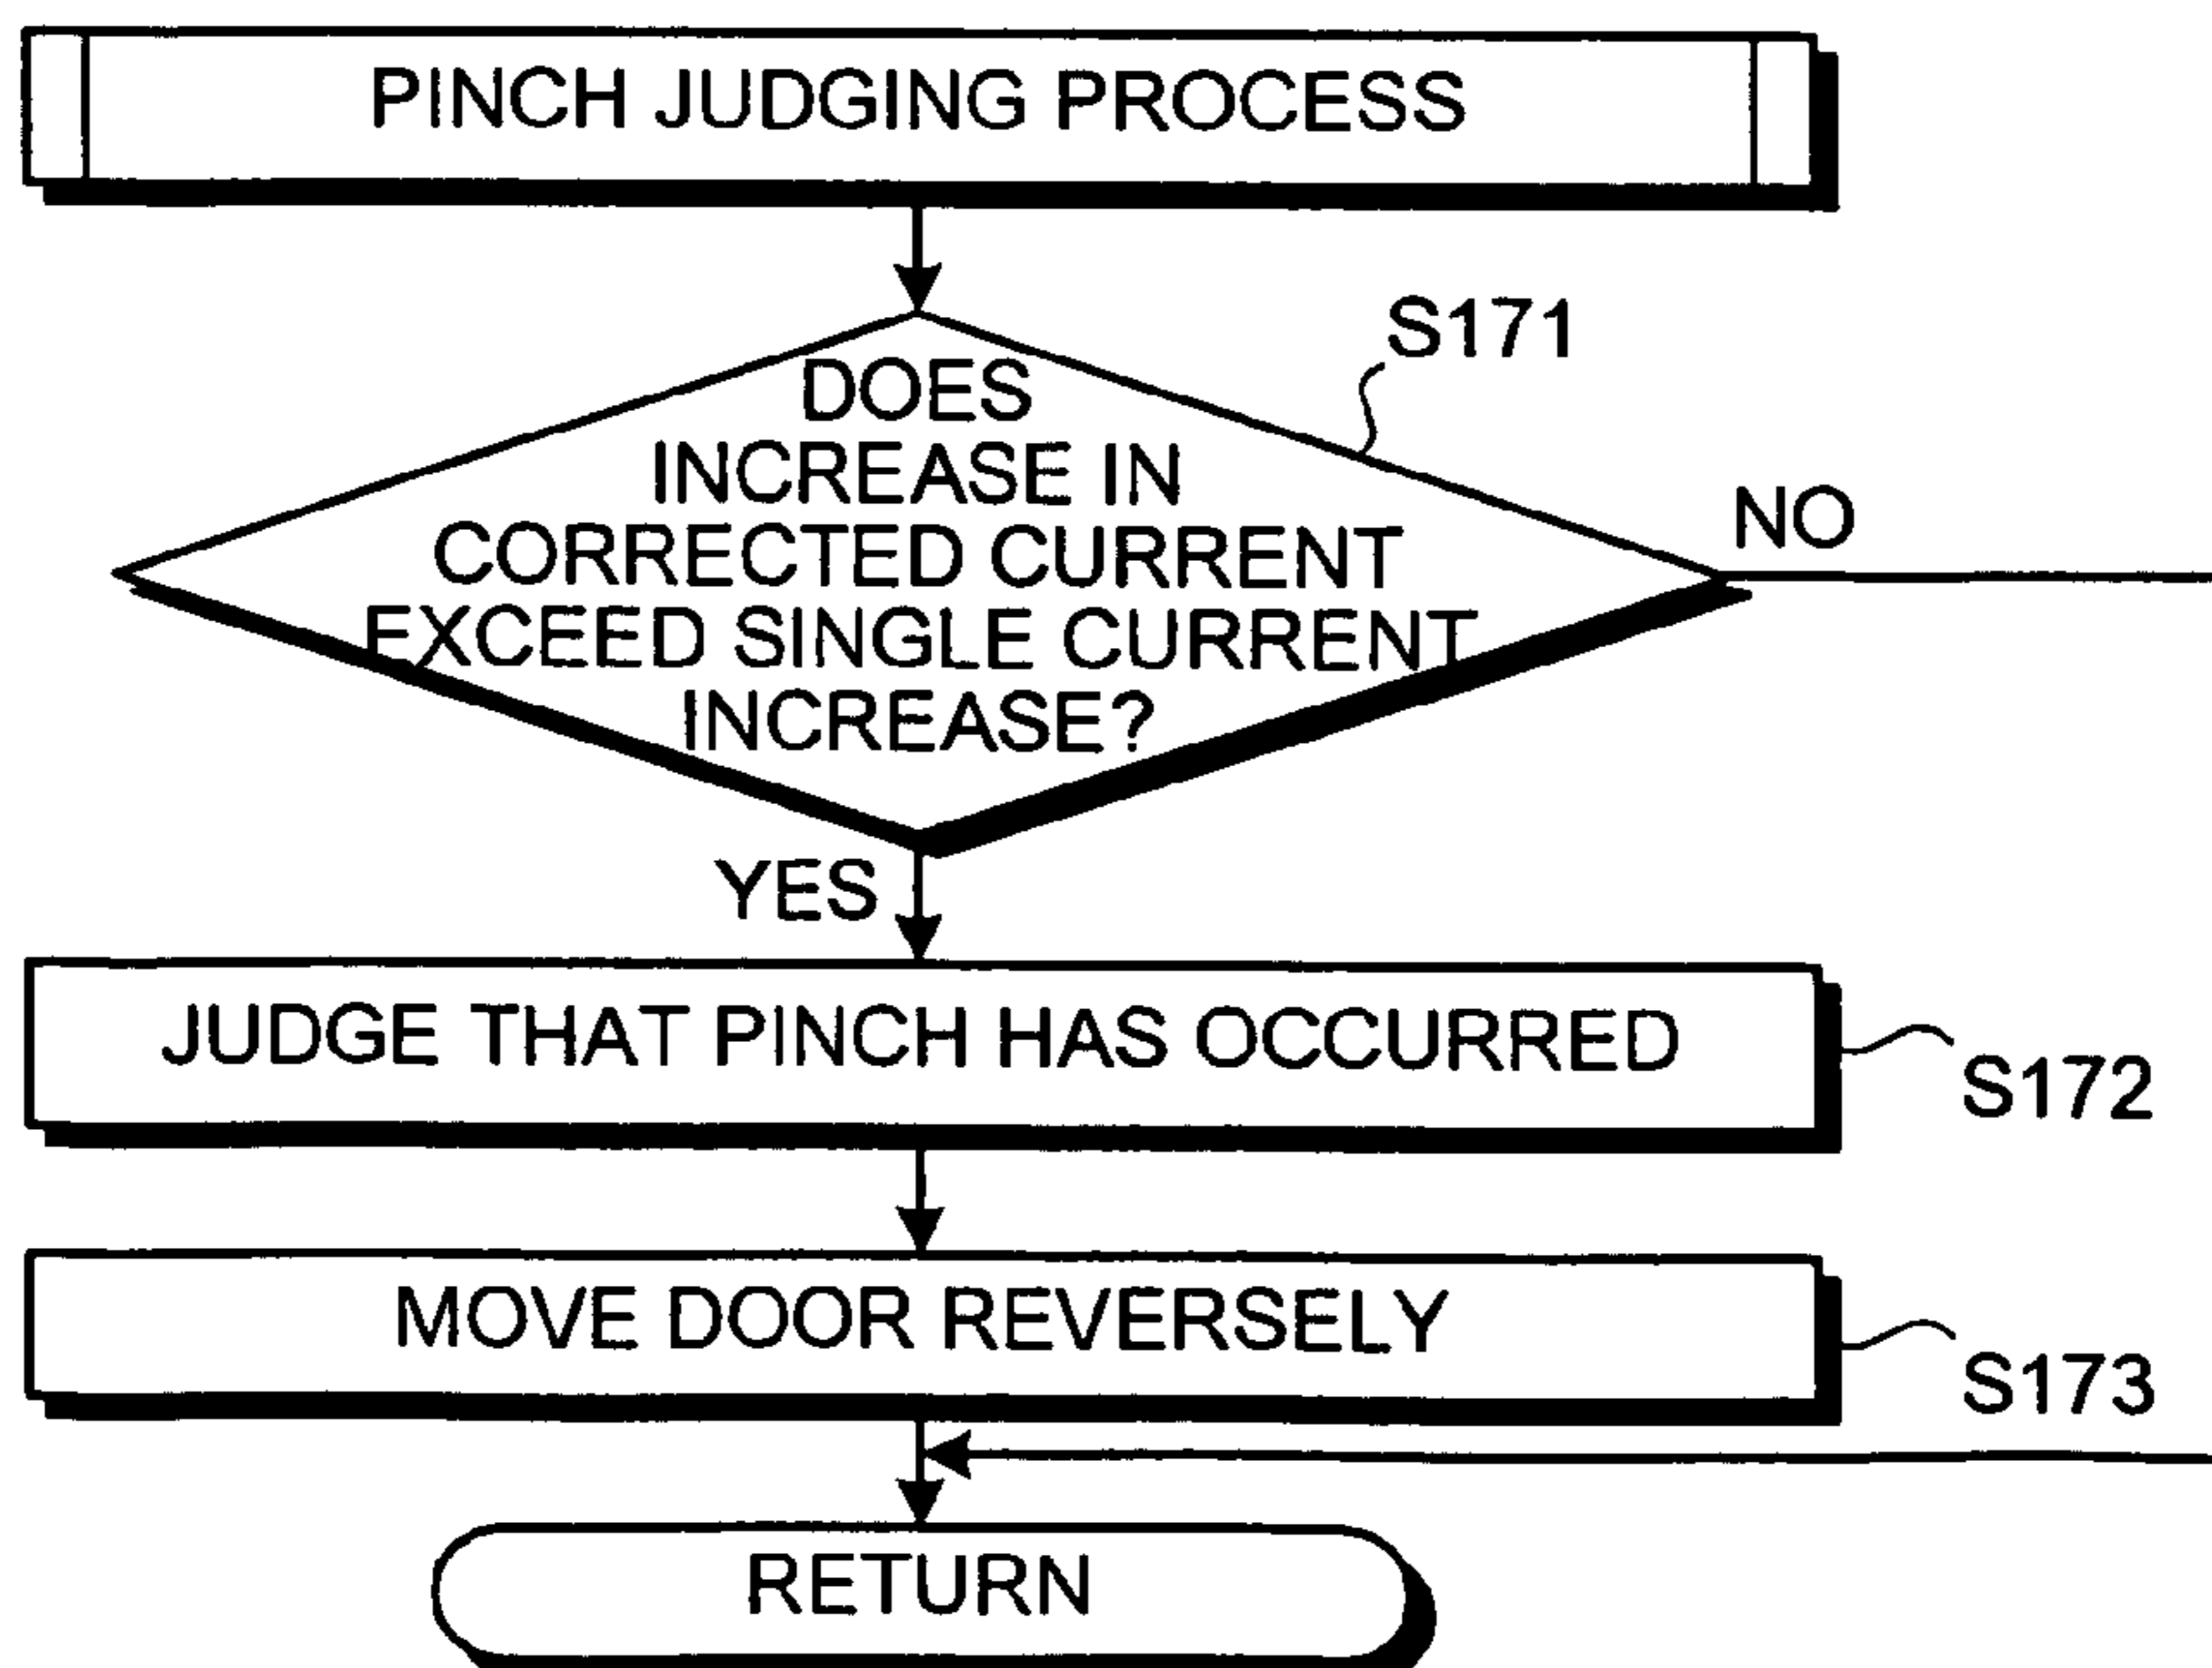 PINCH JUDGING PROCESS
S171
DOES
INCREASE IN
CORRECTED CURRENT
EXCEED SINGLE CURRENT
INCREASE?
NO
YES
JUDGE THAT PINCH HAS OCCURRED
S172
MOVE DOOR REVERSELY
S173
RETURN